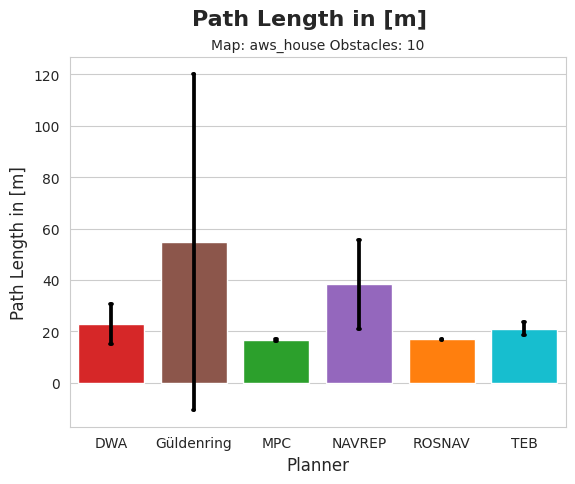 Path Length in [m]
Map: aws_house Obstacles: 10
120
100
80
60
40
20
0
Path Length in [m]
DWA Güldenring MPC NAVREP ROSNAV TEB
Planner